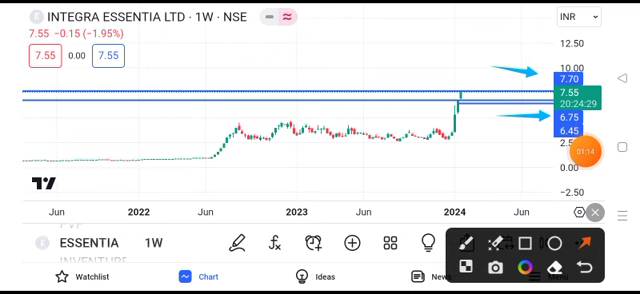 E INTEGRA ESSENTIA LTD · 1W · NSE
INR
7.55 −0.15 (−1.95%)
7.55 0.00 7.55
12.50
10.00
7.70
7.55
20:24:29
6.75
6.45
2.5
01:14
0.00
−2.50
Jun 2022 Jun 2023 Jun 2024 Jun
E ESSENTIA 1W
INVENTURE
Watchlist Chart Ideas News